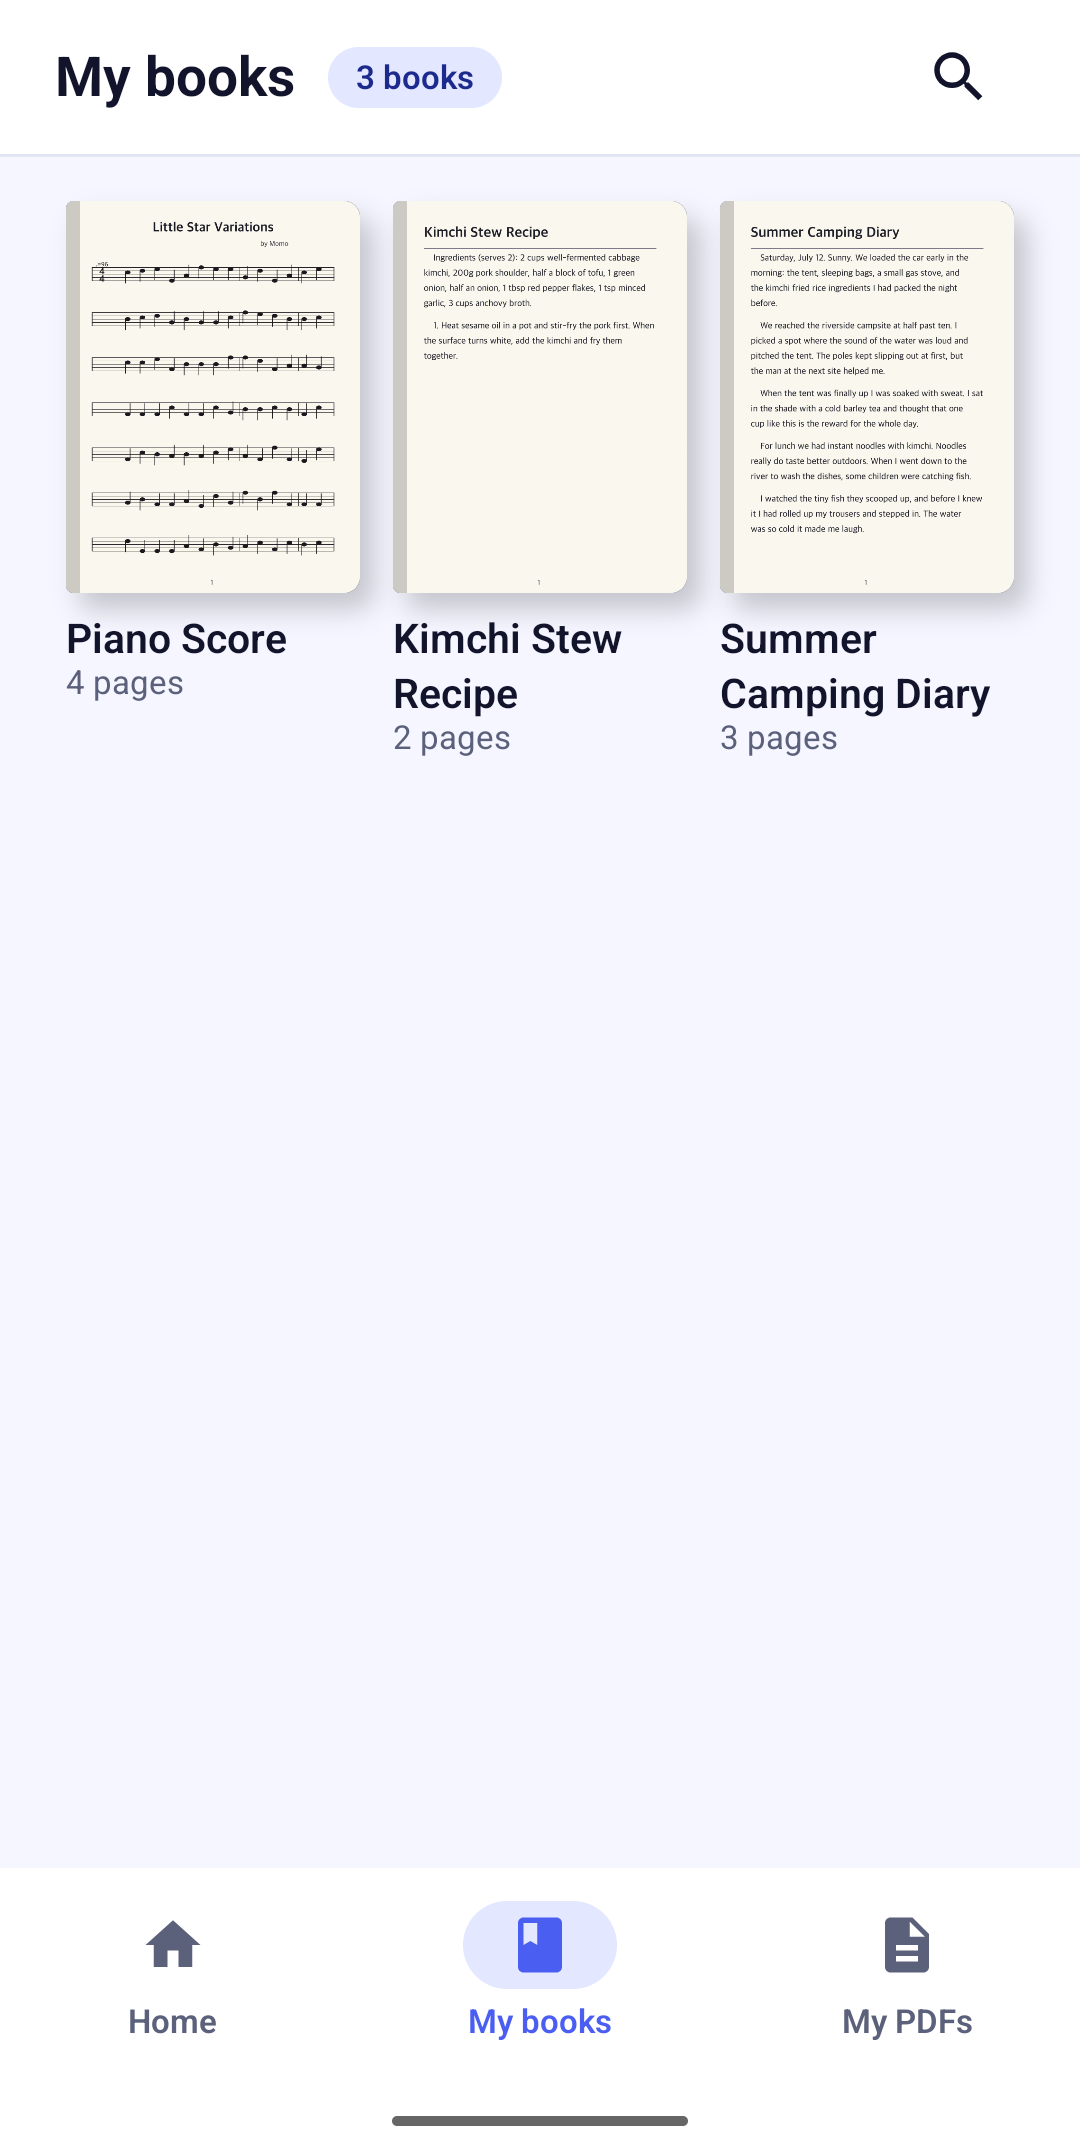 My books
3 books
Little Star Variations
by Momo
=96
4
4
1
Kimchi Stew Recipe
Ingredients (serves 2): 2 cups well-fermented cabbage
kimchi, 200g pork shoulder, half a block of tofu, 1 green
onion, half an onion, 1 tbsp red pepper flakes, 1 tsp minced
garlic, 3 cups anchovy broth.
1. Heat sesame oil in a pot and stir-fry the pork first. When
the surface turns white, add the kimchi and fry them
together.
1
Summer Camping Diary
Saturday, July 12. Sunny. We loaded the car early in the
morning: the tent, sleeping bags, a small gas stove, and
the kimchi fried rice ingredients I had packed the night
before.
We reached the riverside campsite at half past ten. I
picked a spot where the sound of the water was loud and
pitched the tent. The poles kept slipping out at first, but
the man at the next site helped me.
When the tent was finally up I was soaked with sweat. I sat
in the shade with a cold barley tea and thought that one
cup like this is the reward for the whole day.
For lunch we had instant noodles with kimchi. Noodles
really do taste better outdoors. When I went down to the
river to wash the dishes, some children were catching fish.
I watched the tiny fish they scooped up, and before I knew
it I had rolled up my trousers and stepped in. The water
was so cold it made me laugh.
1
Piano Score
4 pages
Kimchi Stew
Recipe
2 pages
Summer
Camping Diary
3 pages
Home
My books
My PDFs